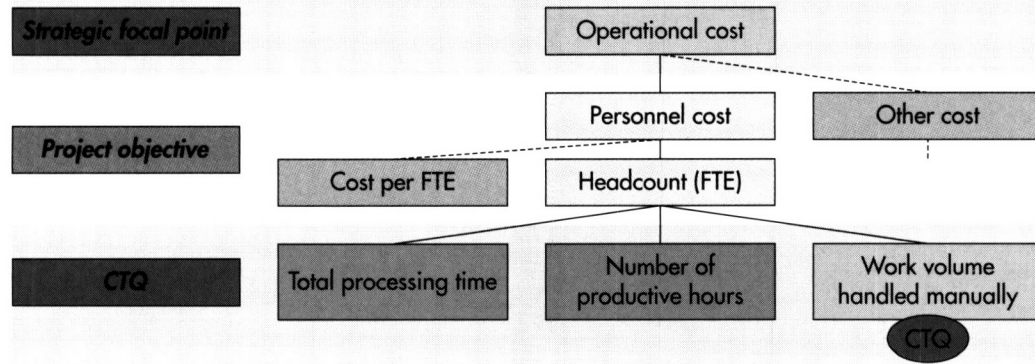 Strategic focal point
Operational cost
Personnel cost
Other cost
Project objective
Cost per FTE
Headcount (FTE)
CTQ
Total processing time
Number of
productive hours
Work volume
handled manually
CTQ